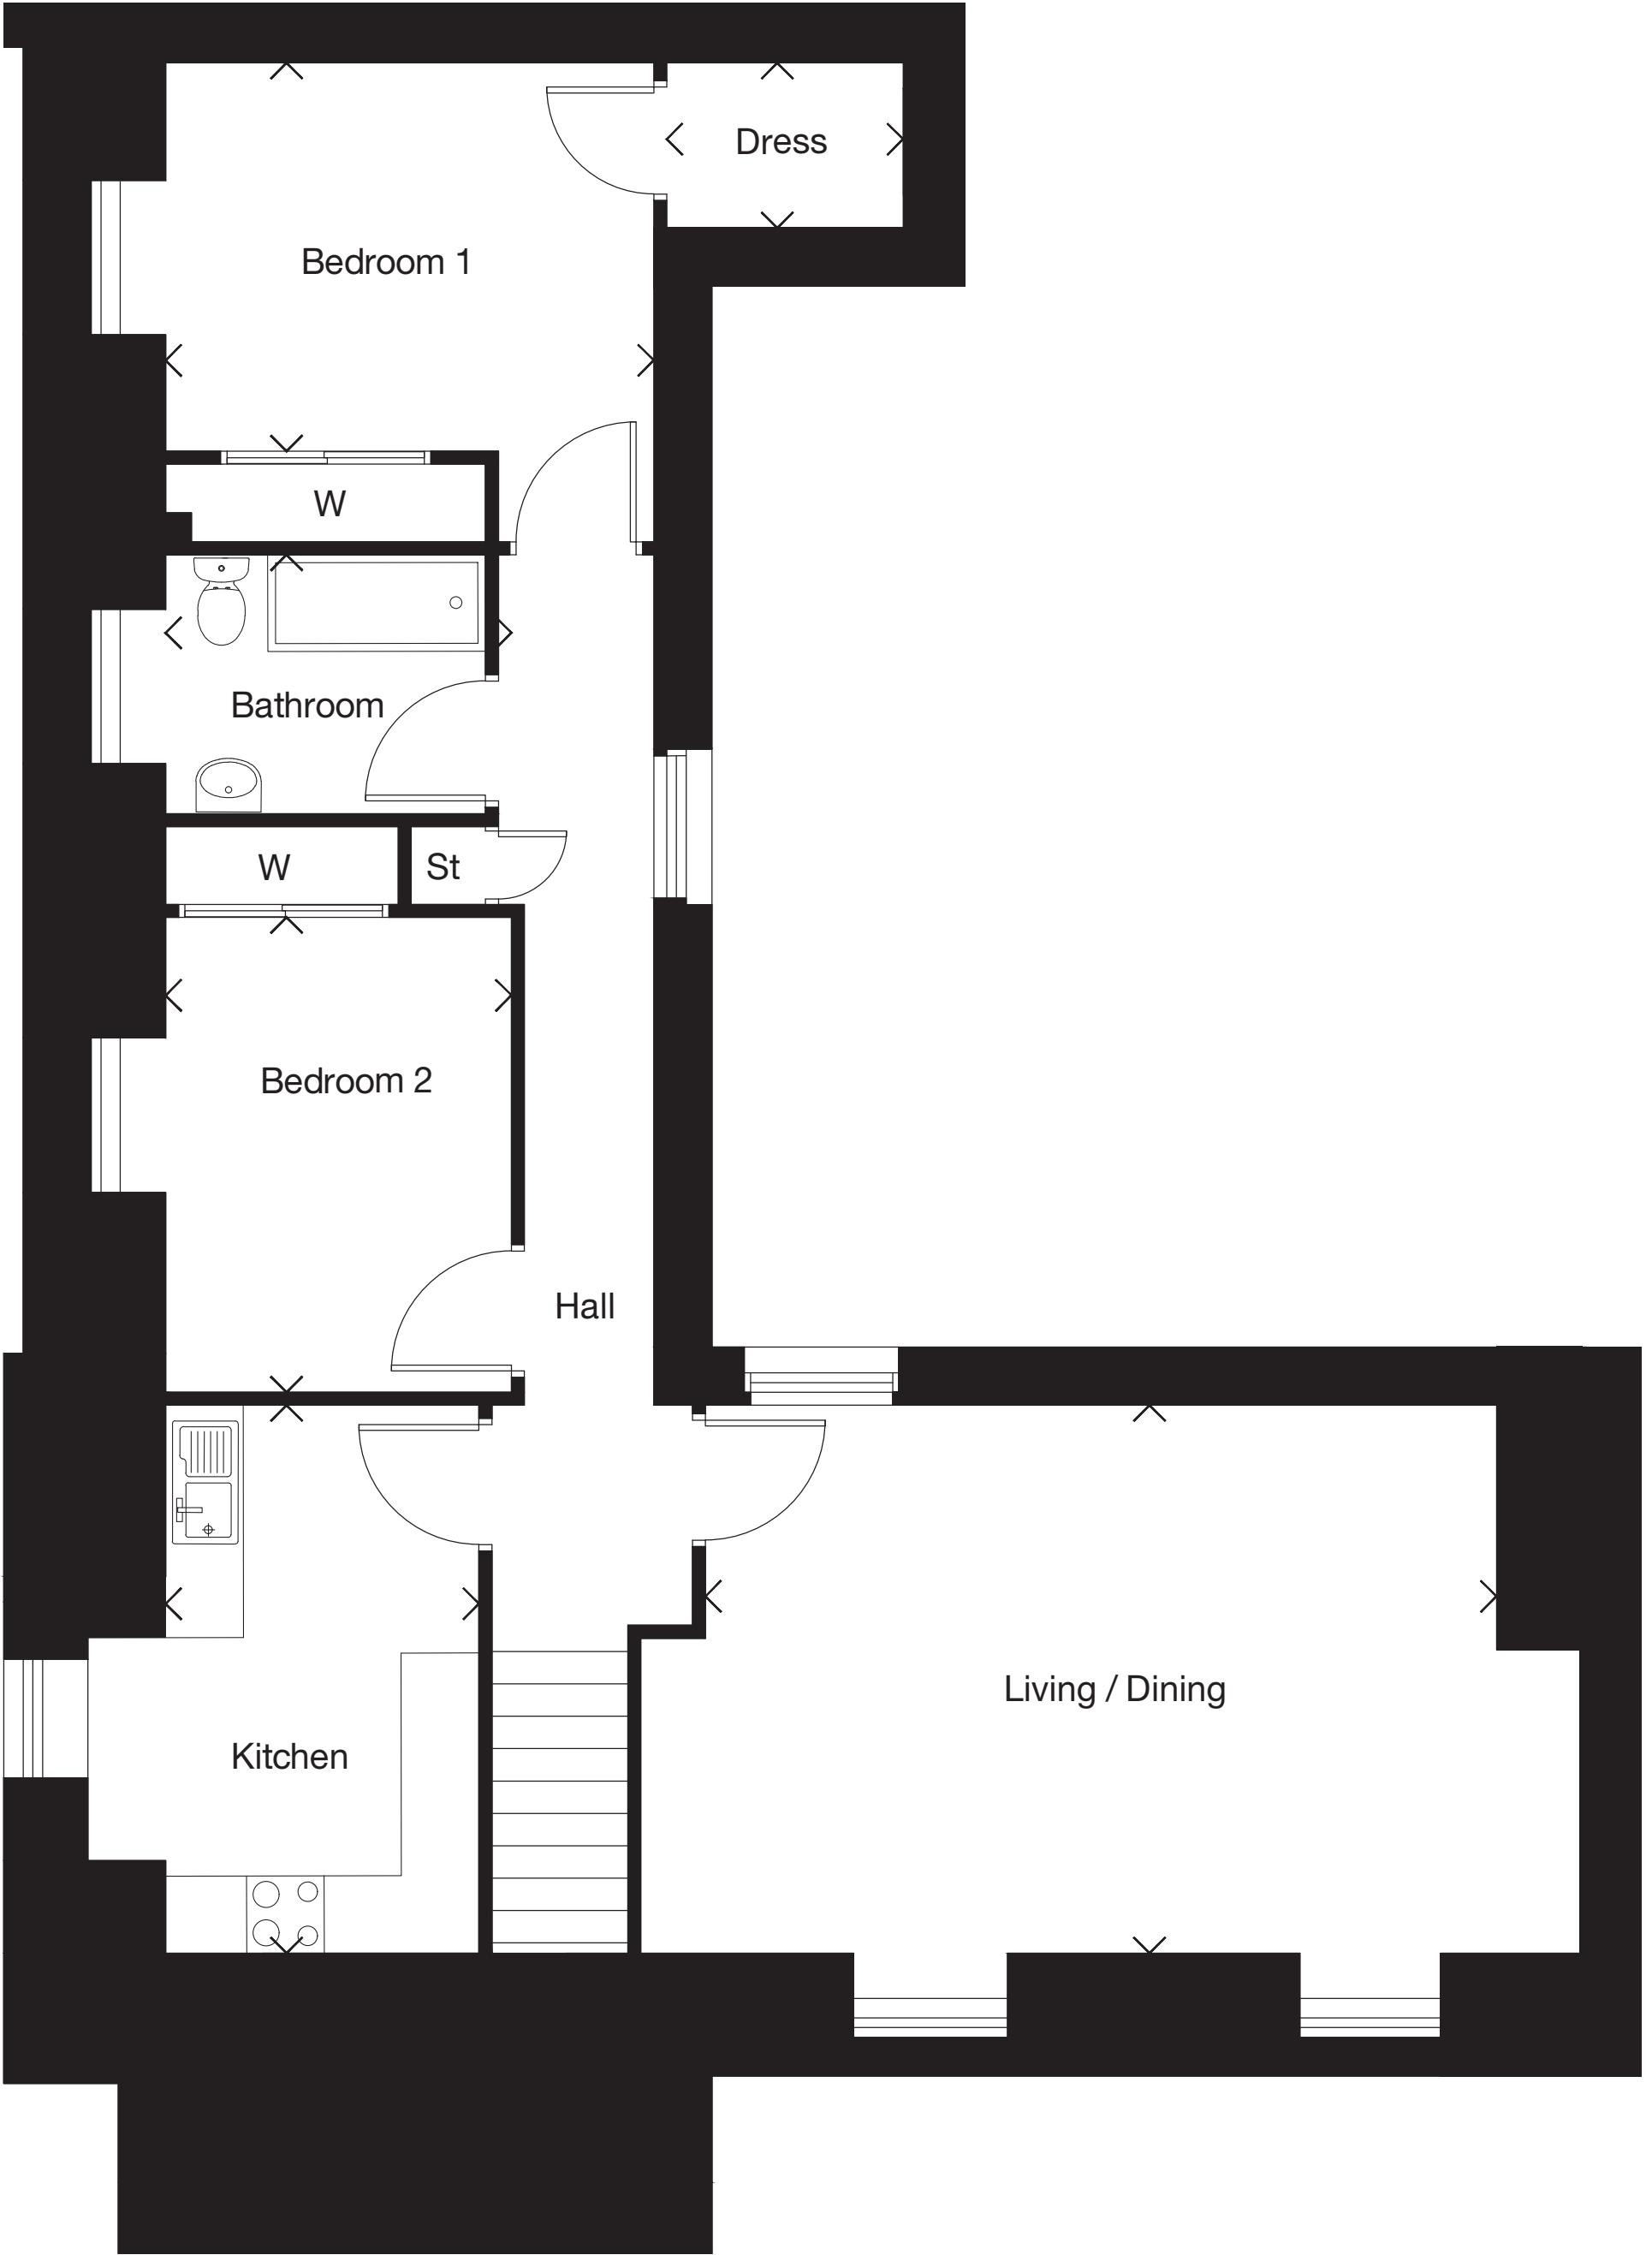 Dress
Bedroom 1
W
Bathroom
W
St
Bedroom 2
Hall
Living / Dining
Kitchen